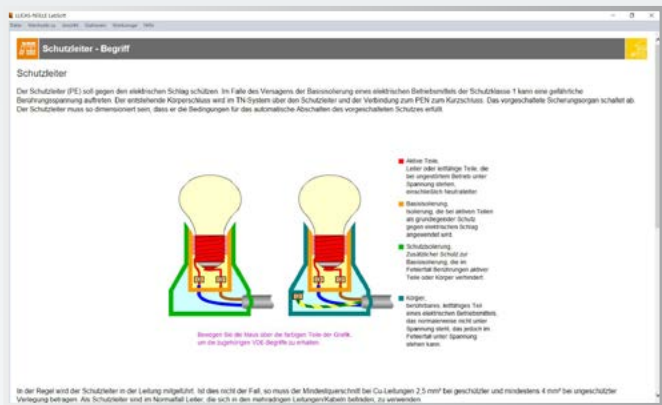 LUCAS-NÜLLE LabSoft
Schutzleiter - Begriff
Schutzleiter
Der Schutzleiter (PE) soll gegen den elektrischen Schlag schützen. Im Falle des Versagens der Basisisolierung eines elektrischen Betriebsmittels der Schutzklasse 1 kann eine gefährliche
Berührungsspannung auftreten. Der entstehende Körperschluss wird im TN-System über den Schutzleiter und der Verbindung zum PEN zum Kurzschluss. Das vorgeschaltete Sicherungsorgan schaltet ab.
Der Schutzleiter muss so dimensioniert sein, dass er die Bedingungen für das automatische Abschalten des vorgeschalteten Schutzes erfüllt.
Aktive Teile,
Leiter oder leitfähige Teile, die
bei ungestörtem Betrieb unter
Spannung stehen,
einschließlich Neutralleiter
Basisisolierung,
Isolierung, die bei aktiven Teilen
als grundlegender Schutz
gegen elektrischen Schlag
angewendet wird.
Schutzisolierung,
Zusätzlicher Schutz zur
Basisisolierung, die im
Fehlerfall Berührungen aktiver
Teile oder Körper verhindert.
Körper,
berührbares, leitfähiges Teil
eines elektrischen Betriebsmittels,
das normalerweise nicht unter
Spannung steht, das jedoch im
Fehlerfall unter Spannung
stehen kann
Bewegen Sie die Maus über die farbigen Teile der Grafik,
um die zugehörigen VDE-Begriffe zu erhalten.
In der Regel wird der Schutzleiter in der Leitung mitgeführt. Ist dies nicht der Fall, so muss der Mindestquerschnitt bei Cu-Leitungen 2,5 mm² bei geschützter und mindestens 4 mm² bei ungeschützter
Verlegung betragen. Als Schutzleiter sind im Normalfall Leiter, die sich in den mehradrigen Leitungen/Kabeln befinden, zu verwenden.